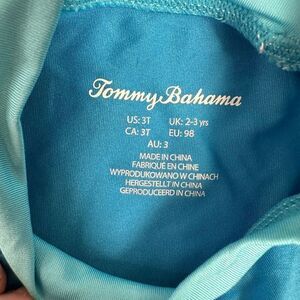 Tommy Bahama
US: 3T UK: 2-3 yrs
CA: 3T EU: 98
AU: 3
MADE IN CHINA
FABRIQUÉ EN CHINE
WYPRODUKOWANO W CHINACH
HERGESTELLT IN CHINA
GEPRODUCEERD IN CHINA